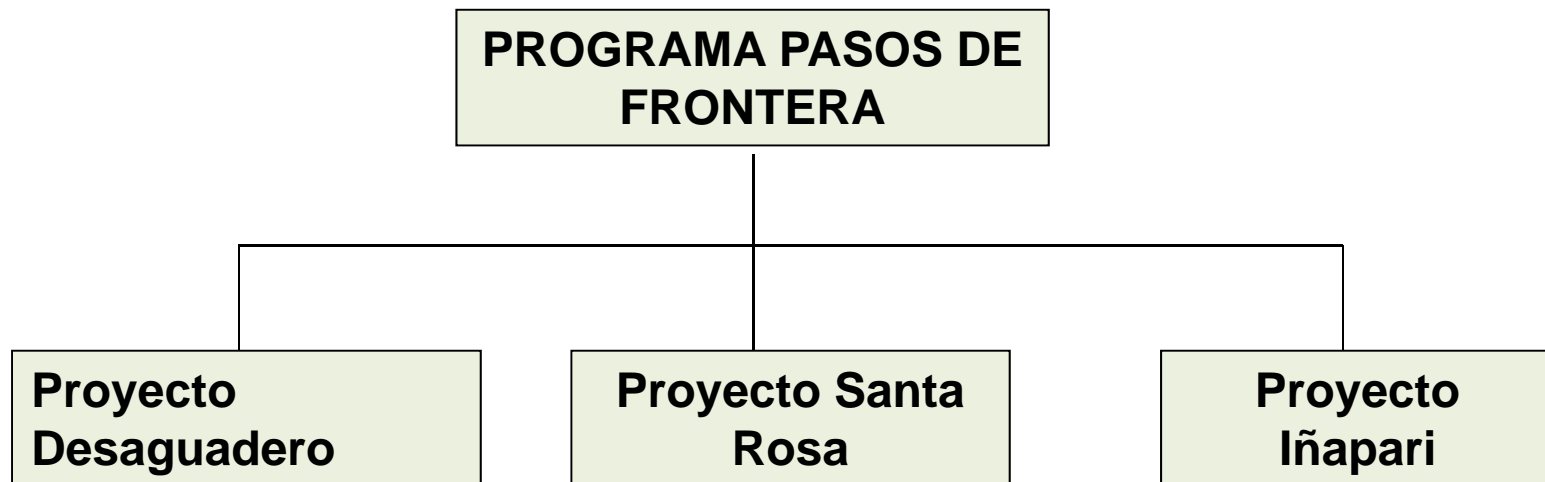 PROGRAMA PASOS DE
FRONTERA
Proyecto
Desaguadero
Proyecto Santa
Rosa
Proyecto
Iñapari